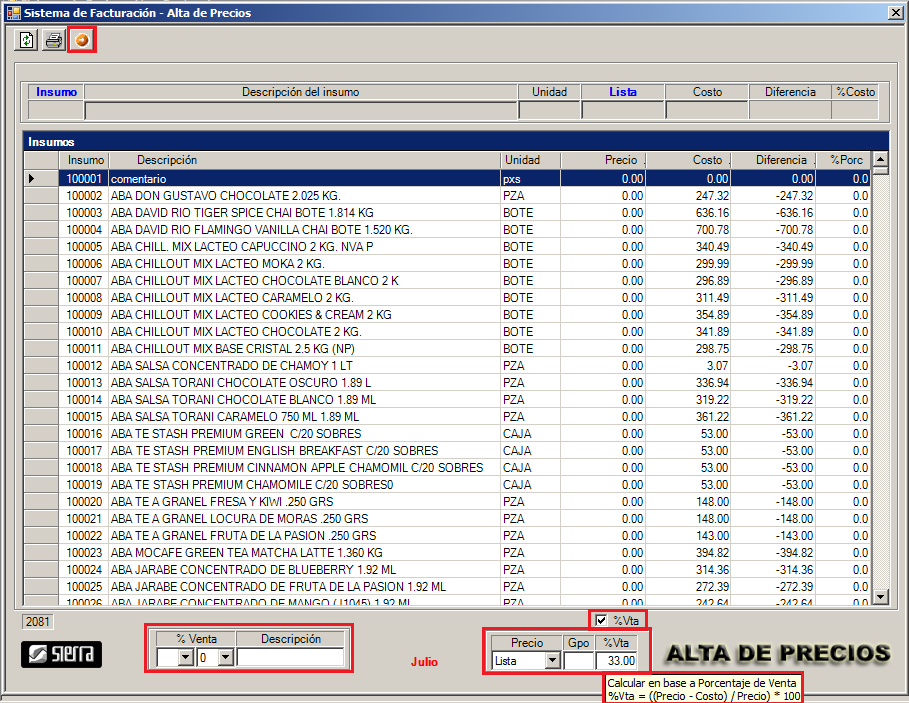 Sistema de Facturación - Alta de Precios
Insumo Descripción del insumo Unidad Lista Costo Diferencia %Costo
Insumos
Insumo Descripción Unidad Precio Costo Diferencia %Porc
100001 comentario pxs 0.00 0.00 0.00 0.0
100002 ABA DON GUSTAVO CHOCOLATE 2.025 KG. PZA 0.00 247.32 -247.32 0.0
100003 ABA DAVID RIO TIGER SPICE CHAI BOTE 1.814 KG BOTE 0.00 636.16 -636.16 0.0
100004 ABA DAVID RIO FLAMINGO VANILLA CHAI BOTE 1.520 KG. BOTE 0.00 700.78 -700.78 0.0
100005 ABA CHILL. MIX LACTEO CAPUCCINO 2 KG. NVA P BOTE 0.00 340.49 -340.49 0.0
100006 ABA CHILLOUT MIX LACTEO MOKA 2 KG. BOTE 0.00 299.99 -299.99 0.0
100007 ABA CHILLOUT MIX LACTEO CHOCOLATE BLANCO 2 K BOTE 0.00 296.89 -296.89 0.0
100008 ABA CHILLOUT MIX LACTEO CARAMELO 2 KG. BOTE 0.00 311.49 -311.49 0.0
100009 ABA CHILLOUT MIX LACTEO COOKIES & CREAM 2 KG BOTE 0.00 354.89 -354.89 0.0
100010 ABA CHILLOUT MIX LACTEO CHOCOLATE 2 KG. BOTE 0.00 341.89 -341.89 0.0
100011 ABA CHILLOUT MIX BASE CRISTAL 2.5 KG (NP) BOTE 0.00 298.75 -298.75 0.0
100012 ABA SALSA CONCENTRADO DE CHAMOY 1 LT PZA 0.00 3.07 -3.07 0.0
100013 ABA SALSA TORANI CHOCOLATE OSCURO 1.89 L PZA 0.00 336.94 -336.94 0.0
100014 ABA SALSA TORANI CHOCOLATE BLANCO 1.89 ML PZA 0.00 319.22 -319.22 0.0
100015 ABA SALSA TORANI CARAMELO 750 ML 1.89 ML PZA 0.00 361.22 -361.22 0.0
100016 ABA TE STASH PREMIUM GREEN C/20 SOBRES CAJA 0.00 53.00 -53.00 0.0
100017 ABA TE STASH PREMIUM ENGLISH BREAKFAST C/20 SOBRES CAJA 0.00 53.00 -53.00 0.0
100018 ABA TE STASH PREMIUM CINNAMON APPLE CHAMOMIL C/20 SOBRES CAJA 0.00 53.00 -53.00 0.0
100019 ABA TE STASH PREMIUM CHAMOMILE C/20 SOBRES0 CAJA 0.00 53.00 -53.00 0.0
100020 ABA TE A GRANEL FRESA Y KIWI .250 GRS PZA 0.00 148.00 -148.00 0.0
100021 ABA TE A GRANEL LOCURA DE MORAS .250 GRS PZA 0.00 148.00 -148.00 0.0
100022 ABA TE A GRANEL FRUTA DE LA PASION .250 GRS PZA 0.00 143.00 -143.00 0.0
100023 ABA MOCAFE GREEN TEA MATCHA LATTE 1.360 KG PZA 0.00 394.82 -394.82 0.0
100024 ABA JARABE CONCENTRADO DE BLUEBERRY 1.92 ML PZA 0.00 314.36 -314.36 0.0
100025 ABA JARABE CONCENTRADO DE FRUTA DE LA PASION 1.92 ML PZA 0.00 272.39 -272.39 0.0
100026 ABA JARABE CONCENTRADO DE MANGO (J1045) 1.92 ML PZA 0.00 242.64 -242.64 0.0
2081
%Vta
% Venta Descripción
0
Sierra
Julio
Precio Gpo %Vta
Lista 33.00
ALTA DE PRECIOS
Calcular en base a Porcentaje de Venta
%Vta = ((Precio - Costo) / Precio) * 100